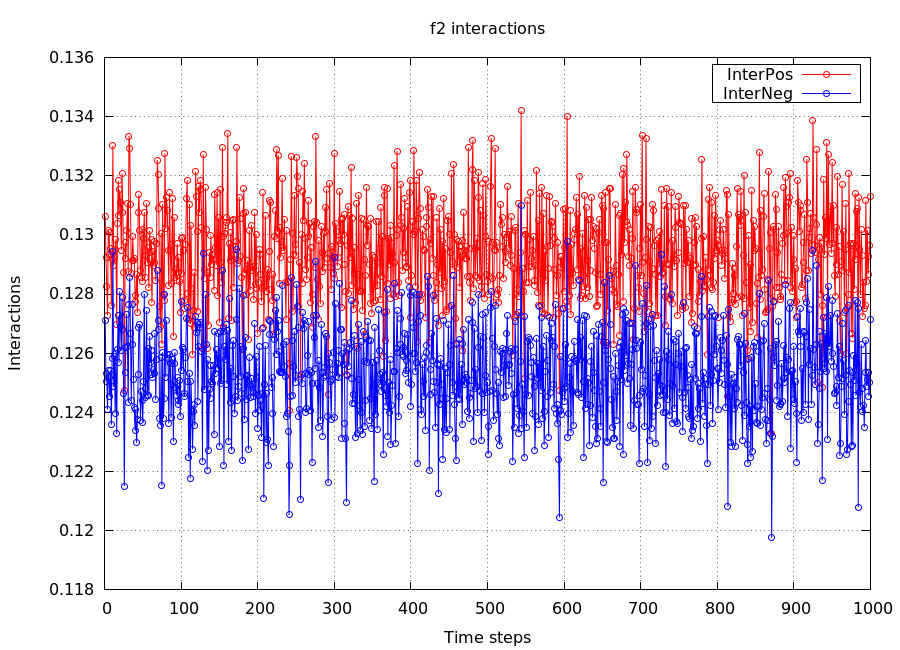 f2 interactions
0.136
0.134
0.132
0.13
0.128
0.126
0.124
0.122
0.12
0.118
Interactions
InterPos
InterNeg
0 100 200 300 400 500 600 700 800 900 1000
Time steps